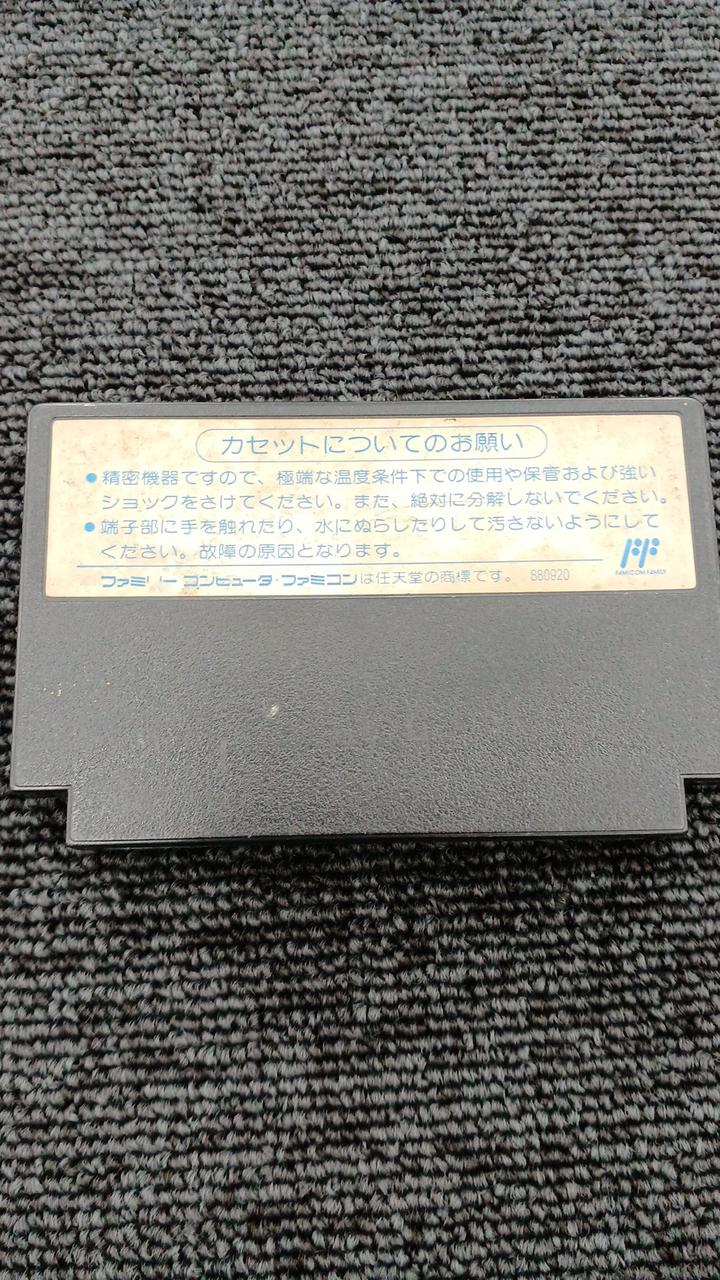 カセットについてのお願い
●精密機器ですので、極端な温度条件下での使用や保管および強い
ショックをさけてください。また、絶対に分解しないでください。
●端子部に手を触れたり、水にぬらしたりして汚さないようにして
ください。故障の原因となります。
FAMICOM FAMILY
ファミリー コンピュータ・ファミコンは任天堂の商標です。 880920